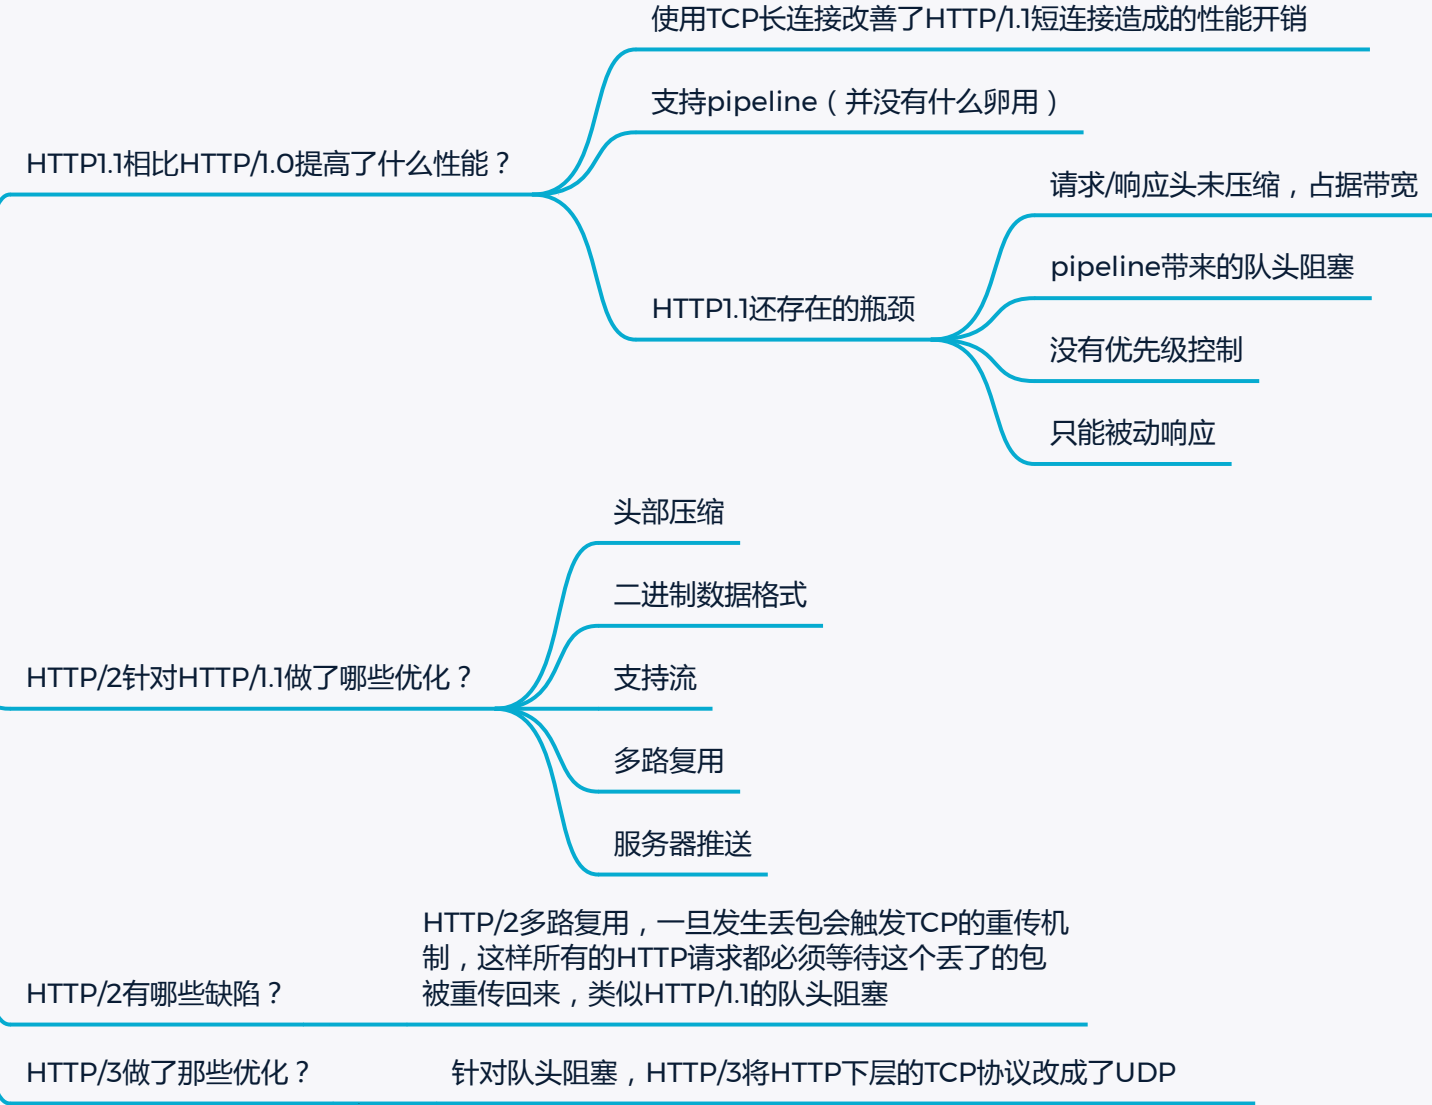 使用TCP长连接改善了HTTP/1.1短连接造成的性能开销
支持pipeline（并没有什么卵用）
HTTP1.1相比HTTP/1.0提高了什么性能？
请求/响应头未压缩，占据带宽
pipeline带来的队头阻塞
HTTP1.1还存在的瓶颈
没有优先级控制
只能被动响应
头部压缩
二进制数据格式
HTTP/2针对HTTP/1.1做了哪些优化？
支持流
多路复用
服务器推送
HTTP/2多路复用，一旦发生丢包会触发TCP的重传机
制，这样所有的HTTP请求都必须等待这个丢了的包
被重传回来，类似HTTP/1.1的队头阻塞
HTTP/2有哪些缺陷？
HTTP/3做了那些优化？
针对队头阻塞，HTTP/3将HTTP下层的TCP协议改成了UDP